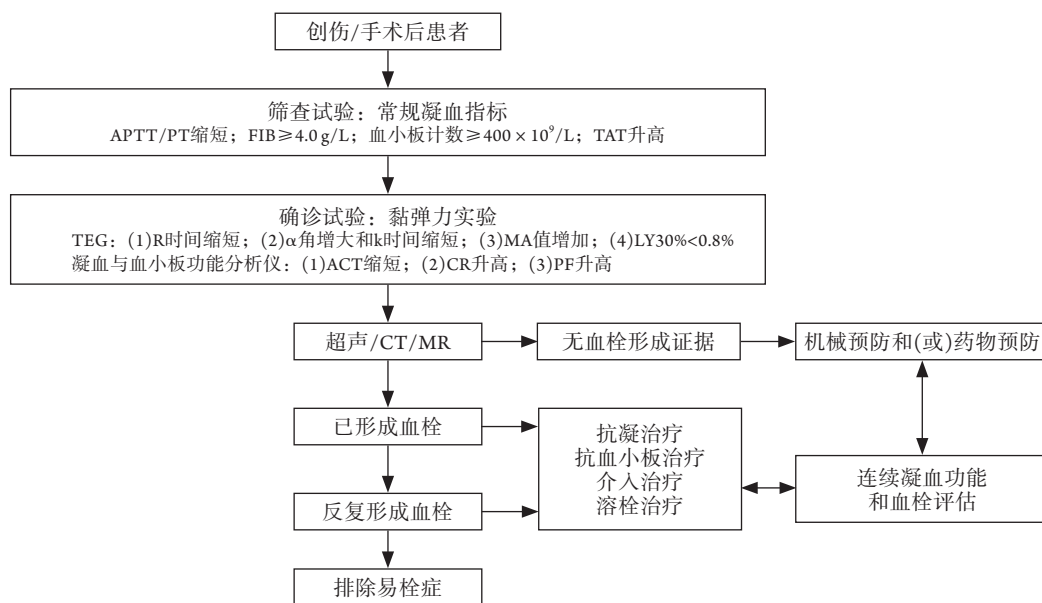 创伤/手术后患者
筛查试验：常规凝血指标
APTT/PT缩短；FIB≥4.0 g/L；血小板计数≥400 × 10⁹/L；TAT升高
确诊试验：黏弹力实验
TEG：(1)R时间缩短；(2)α角增大和k时间缩短；(3)MA值增加；(4)LY30%<0.8%
凝血与血小板功能分析仪：(1)ACT缩短；(2)CR升高；(3)PF升高
超声/CT/MR
无血栓形成证据
机械预防和(或)药物预防
已形成血栓
抗凝治疗
抗血小板治疗
介入治疗
溶栓治疗
连续凝血功能
和血栓评估
反复形成血栓
排除易栓症